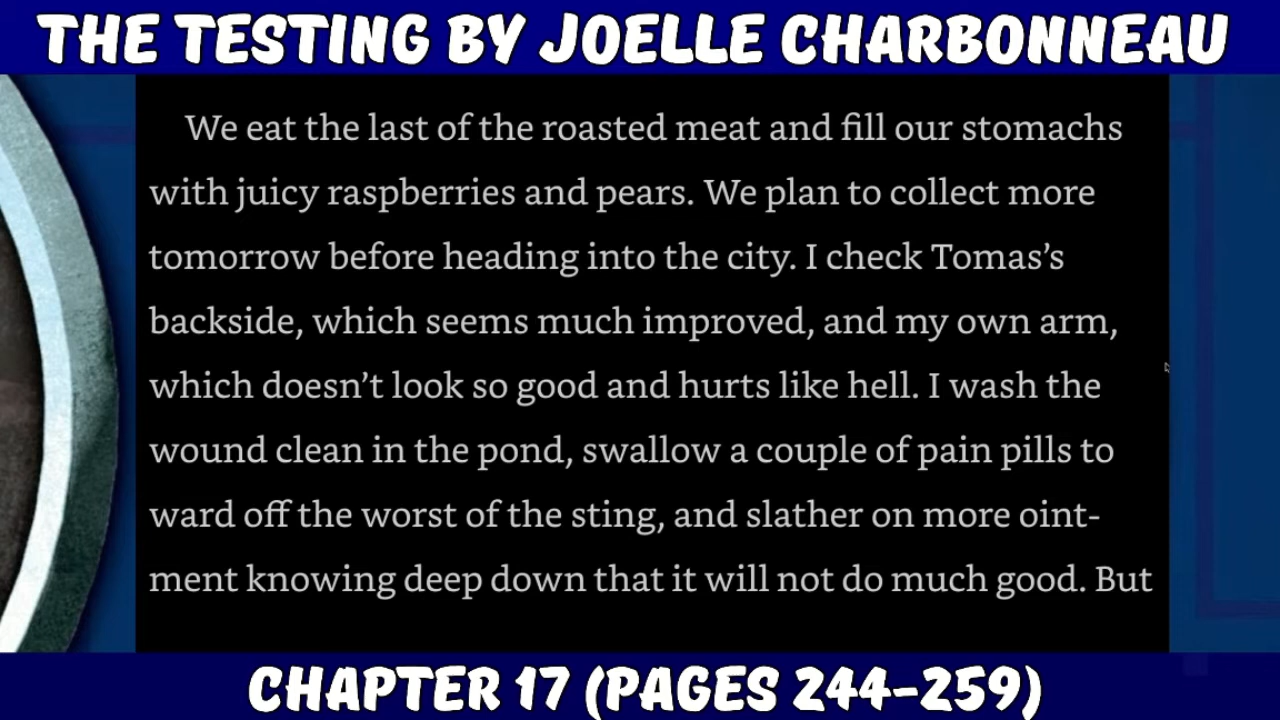 THE TESTING BY JOELLE CHARBONNEAU
We eat the last of the roasted meat and fill our stomachs
with juicy raspberries and pears. We plan to collect more
tomorrow before heading into the city. I check Tomas’s
backside, which seems much improved, and my own arm,
which doesn’t look so good and hurts like hell. I wash the
wound clean in the pond, swallow a couple of pain pills to
ward off the worst of the sting, and slather on more oint-
ment knowing deep down that it will not do much good. But
CHAPTER 17 (PAGES 244-259)